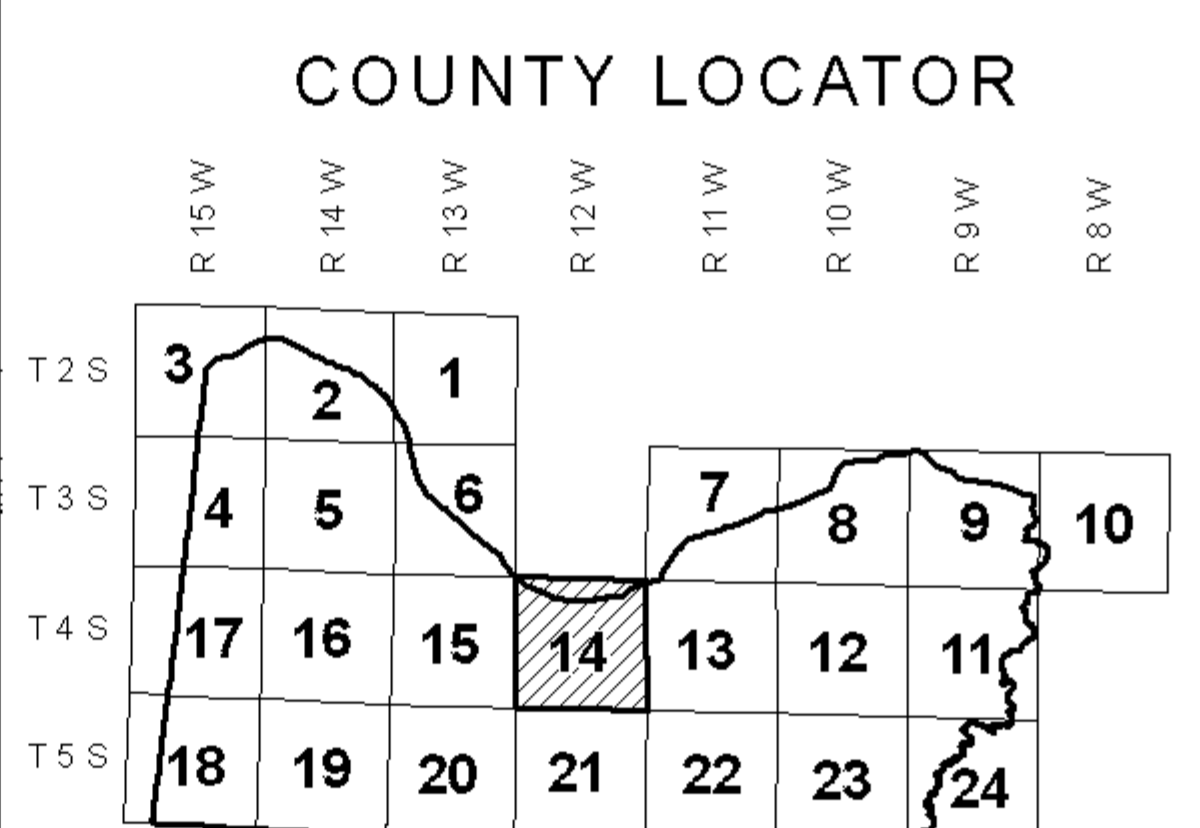 COUNTY LOCATOR
R 15 W R 14 W R 13 W R 12 W R 11 W R 10 W R 9 W R 8 W
T 2 S 3 2 1
T 3 S 4 5 6 7 8 9 10
T 4 S 17 16 15 14 13 12 11
T 5 S 18 19 20 21 22 23 24